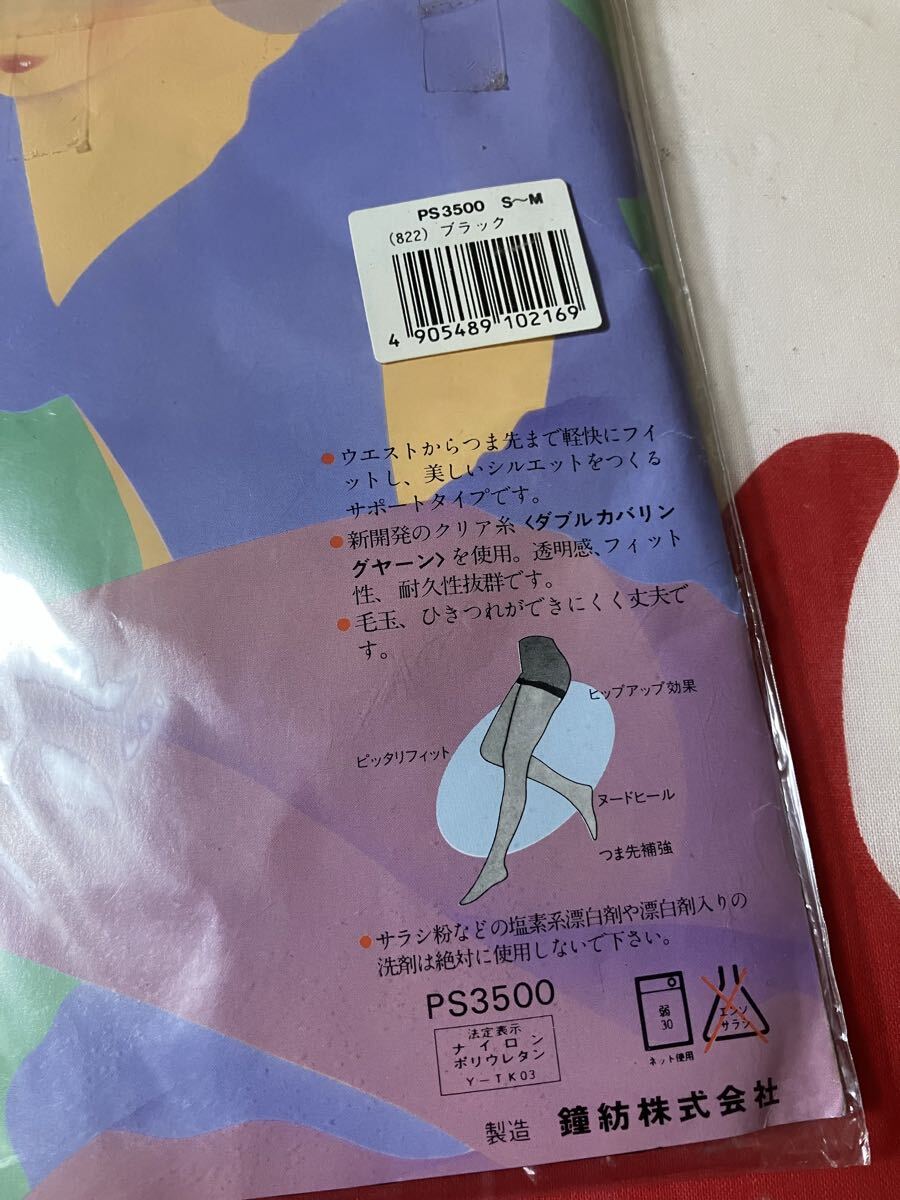 PS3500 S〜M
(822) ブラック
4 905489 102169
●ウエストからつま先まで軽快にフィ
ットし、美しいシルエットをつくる
サポートタイプです。
●新開発のクリア糸〈ダブルカバリン
グヤーン〉を使用。透明感、フィット
性、耐久性抜群です。
●毛玉、ひきつれができにくく丈夫で
す。
ヒップアップ効果
ピッタリフィット
ヌードヒール
つま先補強
●サラシ粉などの塩素系漂白剤や漂白剤入りの
洗剤は絶対に使用しないで下さい。
PS3500
法定表示
ナイロン
ポリウレタン
Y-TK03
弱
30
ネット使用
エンソ
サラシ
製造 鐘紡株式会社